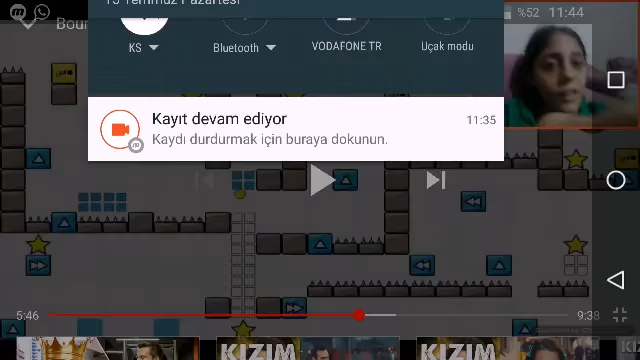 %52 11:44
Boun
KS
Bluetooth
VODAFONE TR
Uçak modu
Kayıt devam ediyor
11:35
Kaydı durdurmak için buraya dokunun.
5:46
9:38
KIZIM
KIZIM